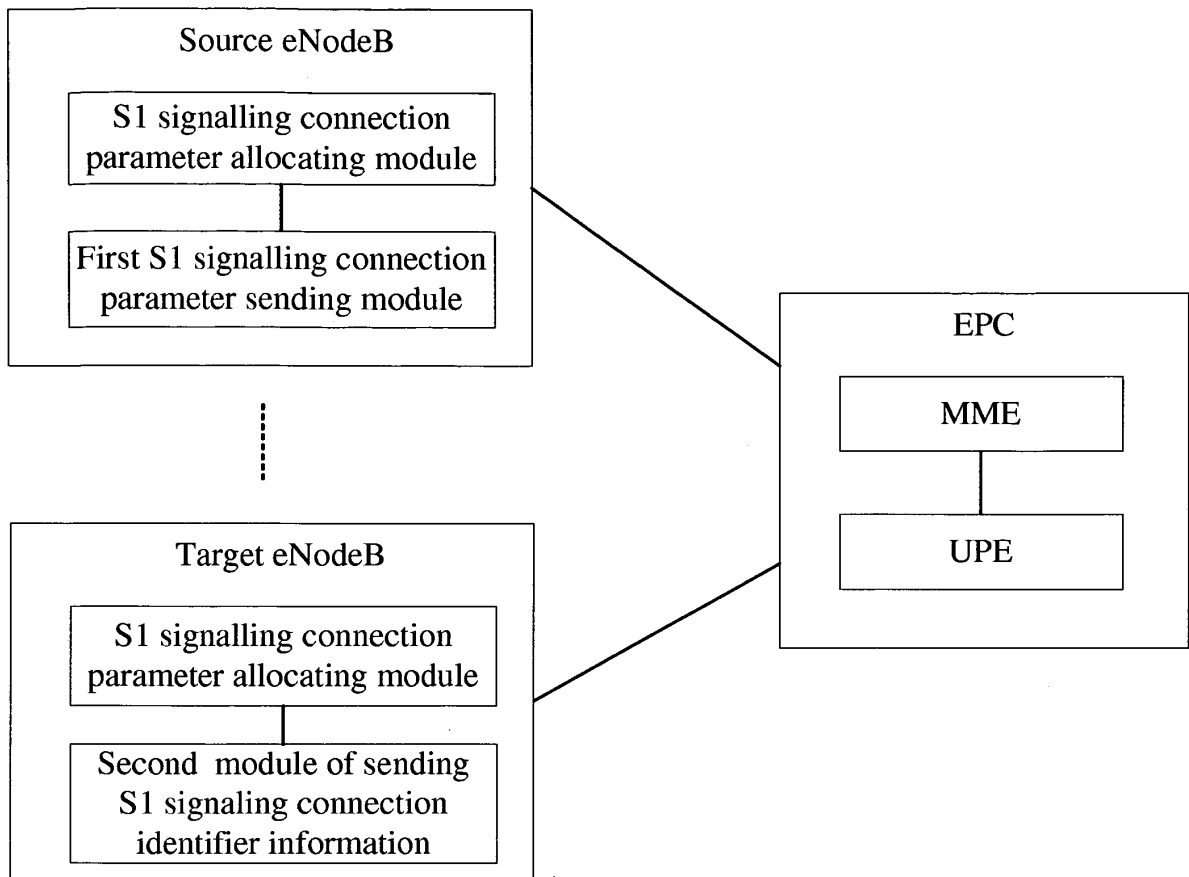 Source eNodeB
S1 signalling connection
parameter allocating module
First S1 signalling connection
parameter sending module
EPC
MME
UPE
Target eNodeB
S1 signalling connection
parameter allocating module
Second module of sending
S1 signaling connection
identifier information